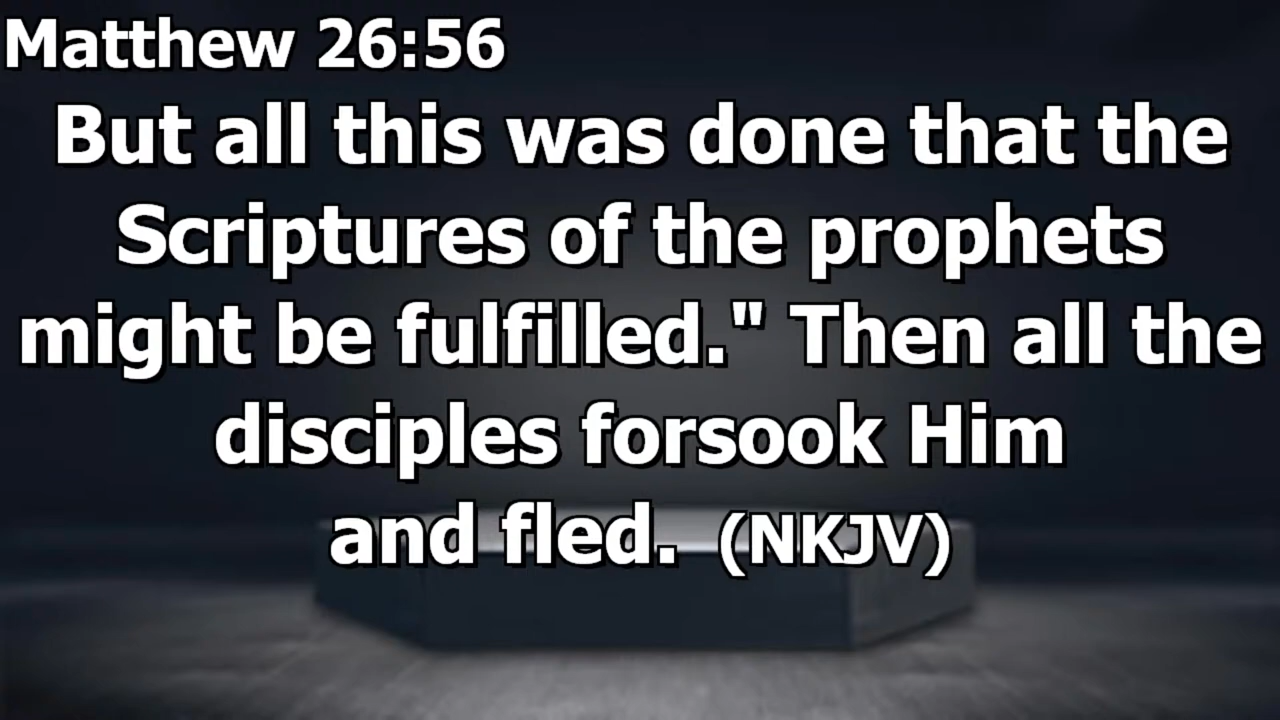 Matthew 26:56
But all this was done that the
Scriptures of the prophets
might be fulfilled." Then all the
disciples forsook Him
and fled. (NKJV)